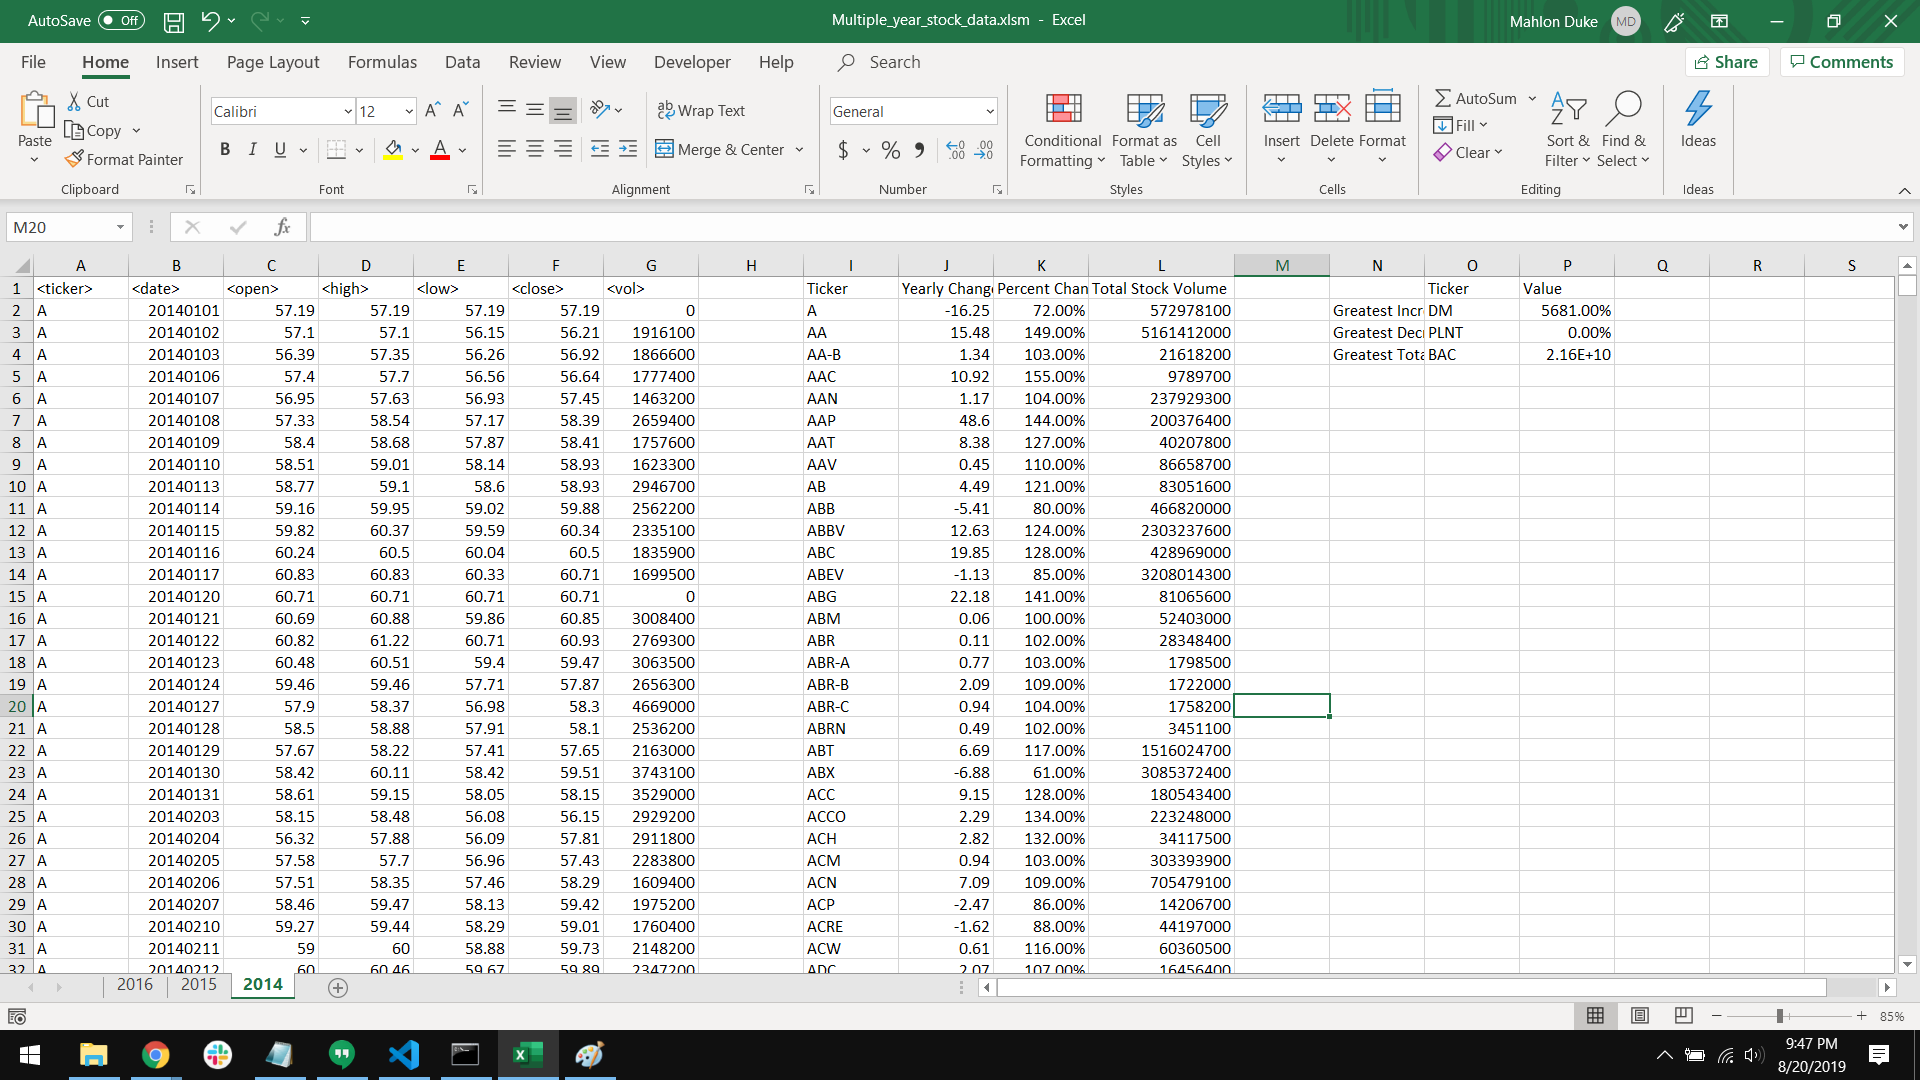 AutoSave Off
Multiple_year_stock_data.xlsm - Excel
Mahlon Duke MD
File Home Insert Page Layout Formulas Data Review View Developer Help Search
Share Comments
Paste
Cut
Copy
Format Painter
Clipboard
Calibri 12
B I U
Font
Wrap Text
Merge & Center
Alignment
General
$ % 9
Number
Conditional Formatting
Format as Table
Cell Styles
Styles
Insert Delete Format
Cells
AutoSum
Fill
Clear
Sort & Filter
Find & Select
Editing
Ideas
Ideas
M20
fx
A B C D E F G H I J K L M N O P Q R S
1 <ticker> <date> <open> <high> <low> <close> <vol> Ticker Yearly Chang Percent Chan Total Stock Volume Ticker Value
2 A 20140101 57.19 57.19 57.19 57.19 0 A -16.25 72.00% 572978100 Greatest Incr DM 5681.00%
3 A 20140102 57.1 57.1 56.15 56.21 1916100 AA 15.48 149.00% 5161412000 Greatest Dec PLNT 0.00%
4 A 20140103 56.39 57.35 56.26 56.92 1866600 AA-B 1.34 103.00% 21618200 Greatest Tota BAC 2.16E+10
5 A 20140106 57.4 57.7 56.56 56.64 1777400 AAC 10.92 155.00% 9789700
6 A 20140107 56.95 57.63 56.93 57.45 1463200 AAN 1.17 104.00% 237929300
7 A 20140108 57.33 58.54 57.17 58.39 2659400 AAP 48.6 144.00% 200376400
8 A 20140109 58.4 58.68 57.87 58.41 1757600 AAT 8.38 127.00% 40207800
9 A 20140110 58.51 59.01 58.14 58.93 1623300 AAV 0.45 110.00% 86658700
10 A 20140113 58.77 59.1 58.6 58.93 2946700 AB 4.49 121.00% 83051600
11 A 20140114 59.16 59.95 59.02 59.88 2562200 ABB -5.41 80.00% 466820000
12 A 20140115 59.82 60.37 59.59 60.34 2335100 ABBV 12.63 124.00% 2303237600
13 A 20140116 60.24 60.5 60.04 60.5 1835900 ABC 19.85 128.00% 428969000
14 A 20140117 60.83 60.83 60.33 60.71 1699500 ABEV -1.13 85.00% 3208014300
15 A 20140120 60.71 60.71 60.71 60.71 0 ABG 22.18 141.00% 81065600
16 A 20140121 60.69 60.88 59.86 60.85 3008400 ABM 0.06 100.00% 52403000
17 A 20140122 60.82 61.22 60.71 60.93 2769300 ABR 0.11 102.00% 28348400
18 A 20140123 60.48 60.51 59.4 59.47 3063500 ABR-A 0.77 103.00% 1798500
19 A 20140124 59.46 59.46 57.71 57.87 2656300 ABR-B 2.09 109.00% 1722000
20 A 20140127 57.9 58.37 56.98 58.3 4669000 ABR-C 0.94 104.00% 1758200
21 A 20140128 58.5 58.88 57.91 58.1 2536200 ABRN 0.49 102.00% 3451100
22 A 20140129 57.67 58.22 57.41 57.65 2163000 ABT 6.69 117.00% 1516024700
23 A 20140130 58.42 60.11 58.42 59.51 3743100 ABX -6.88 61.00% 3085372400
24 A 20140131 58.61 59.15 58.05 58.15 3529000 ACC 9.15 128.00% 180543400
25 A 20140203 58.15 58.48 56.08 56.15 2929200 ACCO 2.29 134.00% 223248000
26 A 20140204 56.32 57.88 56.09 57.81 2911800 ACH 2.82 132.00% 34117500
27 A 20140205 57.58 57.7 56.96 57.43 2283800 ACM 0.94 103.00% 303393900
28 A 20140206 57.51 58.35 57.46 58.29 1609400 ACN 7.09 109.00% 705479100
29 A 20140207 58.46 59.47 58.13 59.42 1975200 ACP -2.47 86.00% 14206700
30 A 20140210 59.27 59.44 58.29 59.01 1760400 ACRE -1.62 88.00% 44197000
31 A 20140211 59 60 58.88 59.73 2148200 ACW 0.61 116.00% 60360500
32 A 20140212 60 60.46 59.67 59.89 2347200 ADC 2.07 107.00% 16456400
2016 2015 2014
85%
9:47 PM
8/20/2019